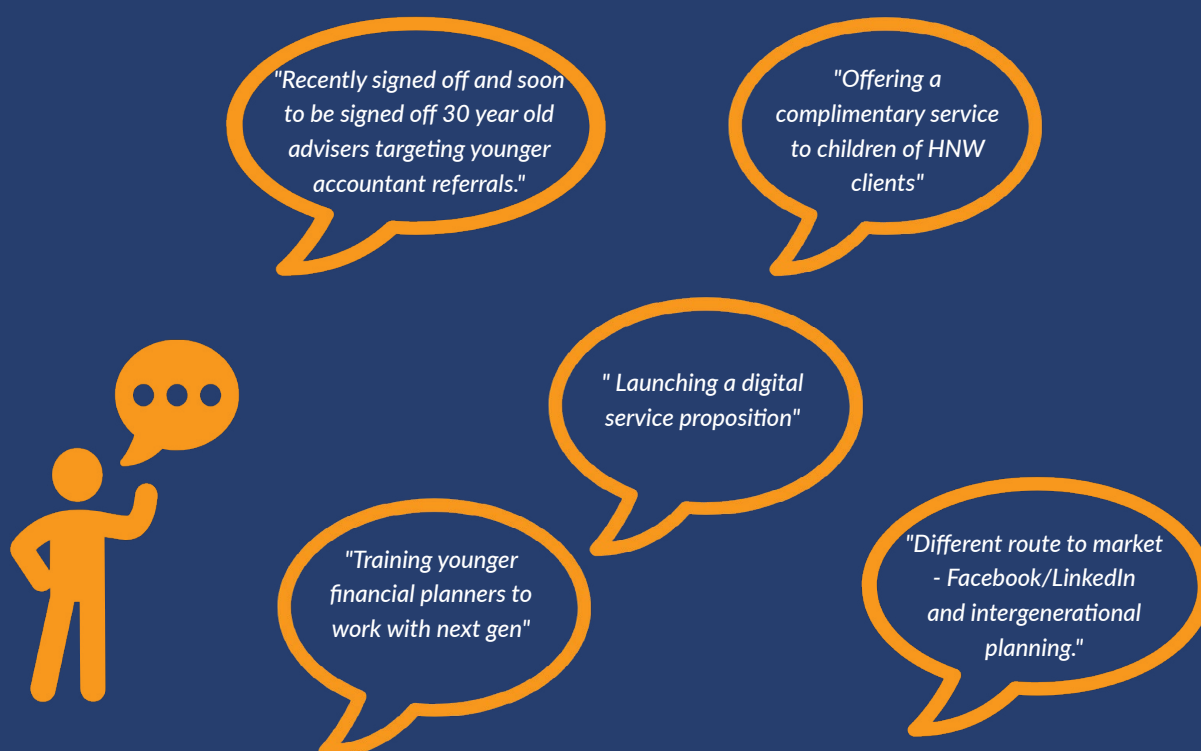 "Recently signed off and soon
to be signed off 30 year old
advisers targeting younger
accountant referrals."
"Offering a
complimentary service
to children of HNW
clients"
" Launching a digital
service proposition"
"Training younger
financial planners to
work with next gen"
"Different route to market
- Facebook/LinkedIn
and intergenerational
planning."